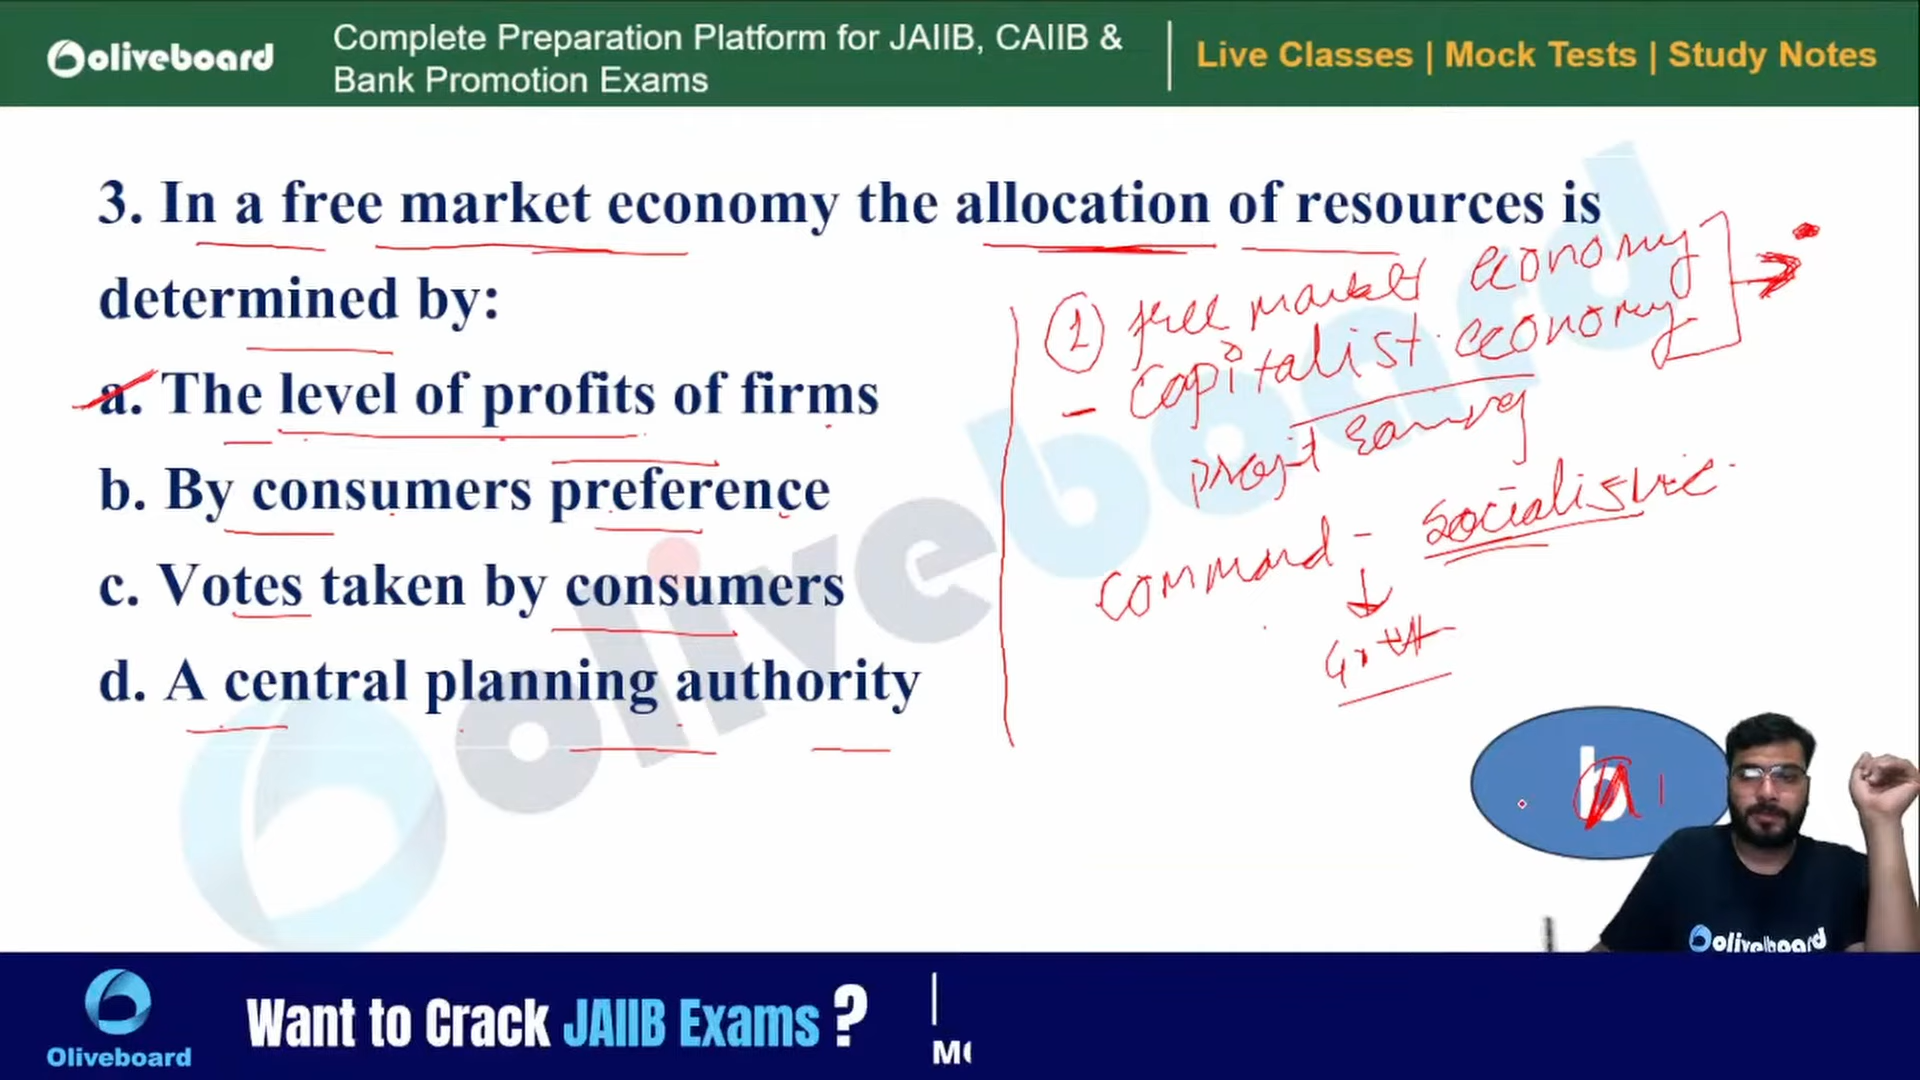 oliveboard
Complete Preparation Platform for JAIIB, CAIIB &
Bank Promotion Exams
Live Classes | Mock Tests | Study Notes
3. In a free market economy the allocation of resources is
determined by:
a. The level of profits of firms
b. By consumers preference
c. Votes taken by consumers
d. A central planning authority
1 free market economy
- Capitalist economy
profit Earning
Command - Socialistic
↓
Govt
b
a
oliveboard
oliveboard
Want to Crack JAIIB Exams ?
Oliveboard